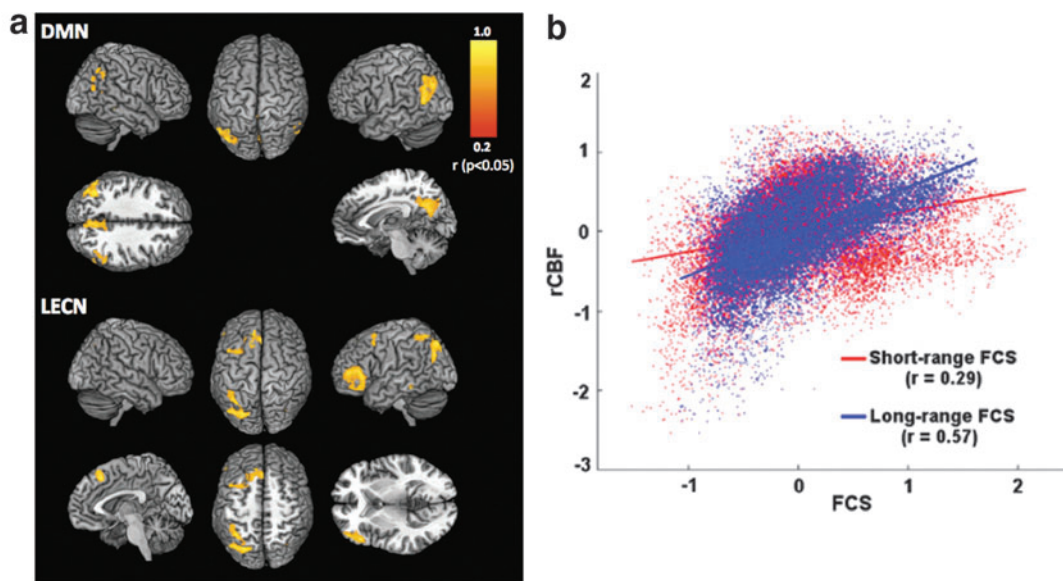 a
DMN
1.0
0.2
r (p<0.05)
LECN
b
2
1
0
-1
-2
-3
rCBF
Short-range FCS
(r = 0.29)
Long-range FCS
(r = 0.57)
-1
0
1
2
FCS